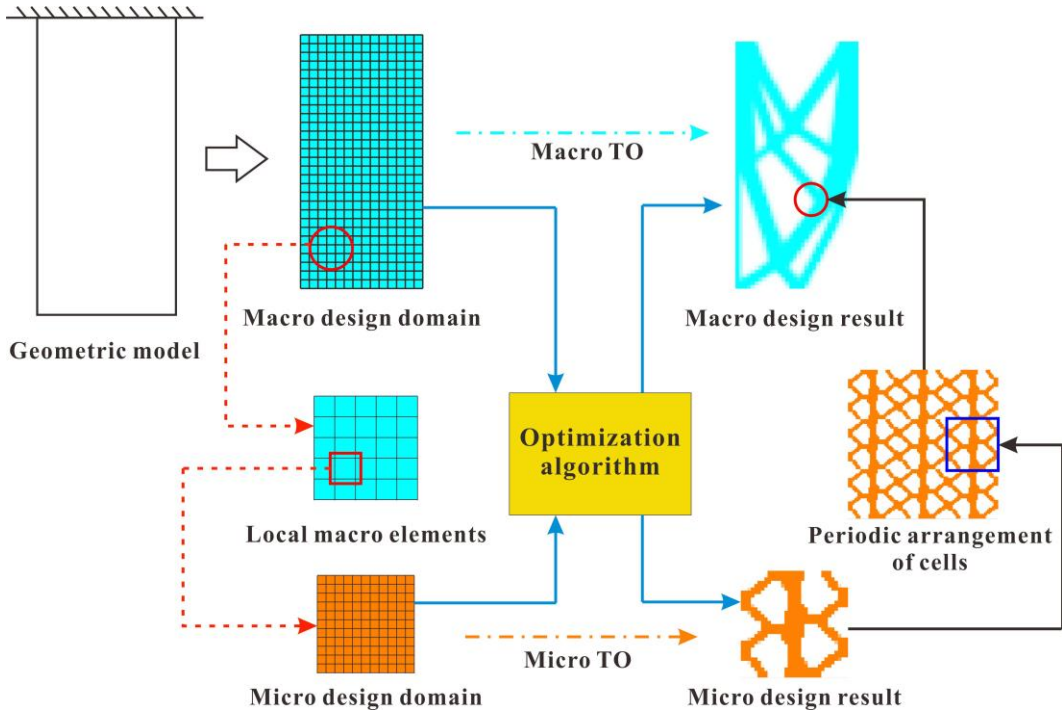 Macro TO
Macro design domain
Macro design result
Geometric model
Optimization
algorithm
Local macro elements
Periodic arrangement
of cells
Micro TO
Micro design domain
Micro design result